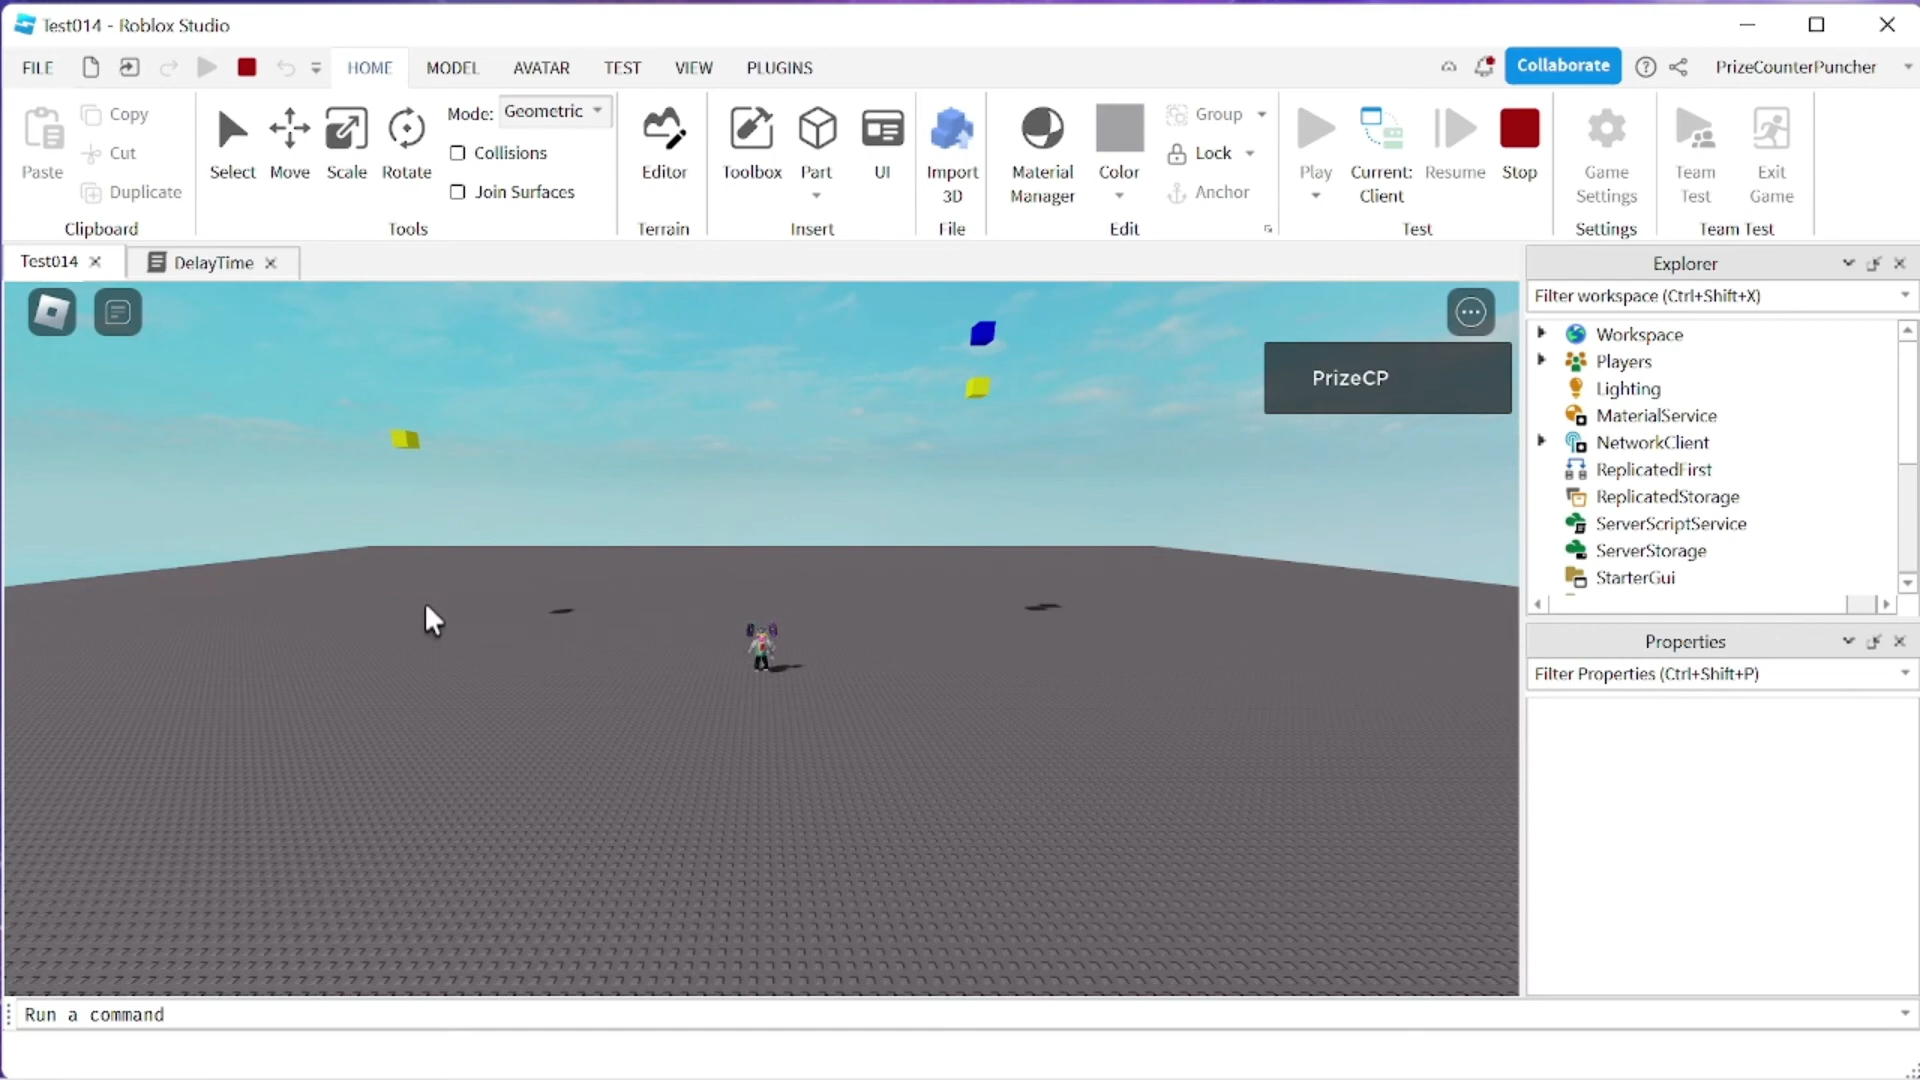 Test014 - Roblox Studio
FILE HOME MODEL AVATAR TEST VIEW PLUGINS Collaborate PrizeCounterPuncher
Paste Copy Cut Duplicate
Clipboard
Select Move Scale Rotate
Mode: Geometric
Collisions
Join Surfaces
Tools
Editor
Terrain
Toolbox Part UI
Insert
Import
3D
File
Material
Manager
Color
Group
Lock
Anchor
Edit
Play
Current:
Client
Resume
Stop
Test
Game
Settings
Settings
Team
Test
Exit
Game
Team Test
Test014 DelayTime
PrizeCP
Explorer
Filter workspace (Ctrl+Shift+X)
Workspace
Players
Lighting
MaterialService
NetworkClient
ReplicatedFirst
ReplicatedStorage
ServerScriptService
ServerStorage
StarterGui
Properties
Filter Properties (Ctrl+Shift+P)
Run a command